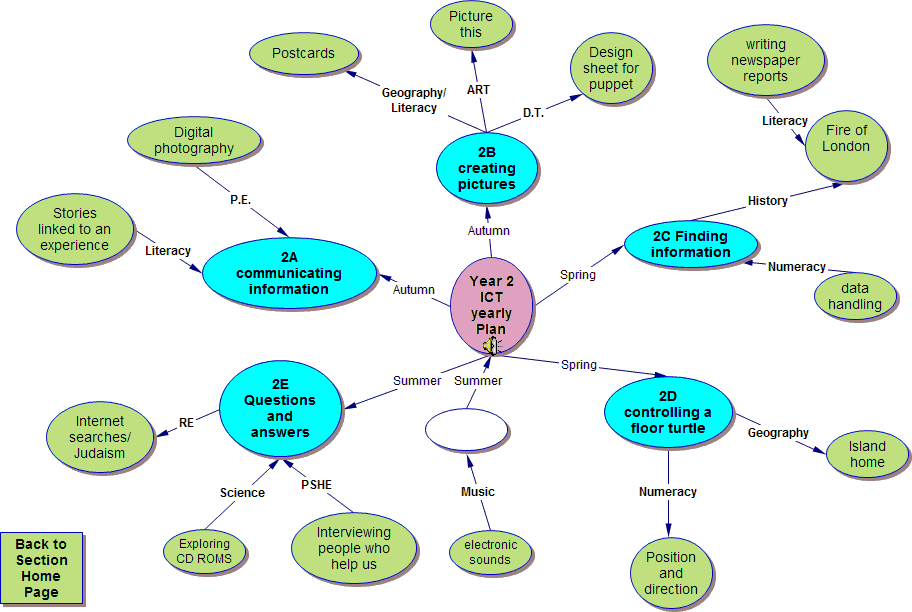 Picture
this
Postcards
Design
sheet for
puppet
writing
newspaper
reports
Geography/
Literacy
ART
D.T.
Literacy
Fire of
London
Digital
photography
2B
creating
pictures
P.E.
History
Stories
linked to an
experience
Literacy
Autumn
2C Finding
information
2A
communicating
information
Autumn
Spring
Numeracy
Year 2
ICT
yearly
Plan
data
handling
Summer
Summer
Spring
2E
Questions
and
answers
2D
controlling a
floor turtle
RE
Internet
searches/
Judaism
Geography
Island
home
Science
PSHE
Music
Numeracy
Exploring
CD ROMS
Interviewing
people who
help us
electronic
sounds
Position
and
direction
Back to
Section
Home
Page